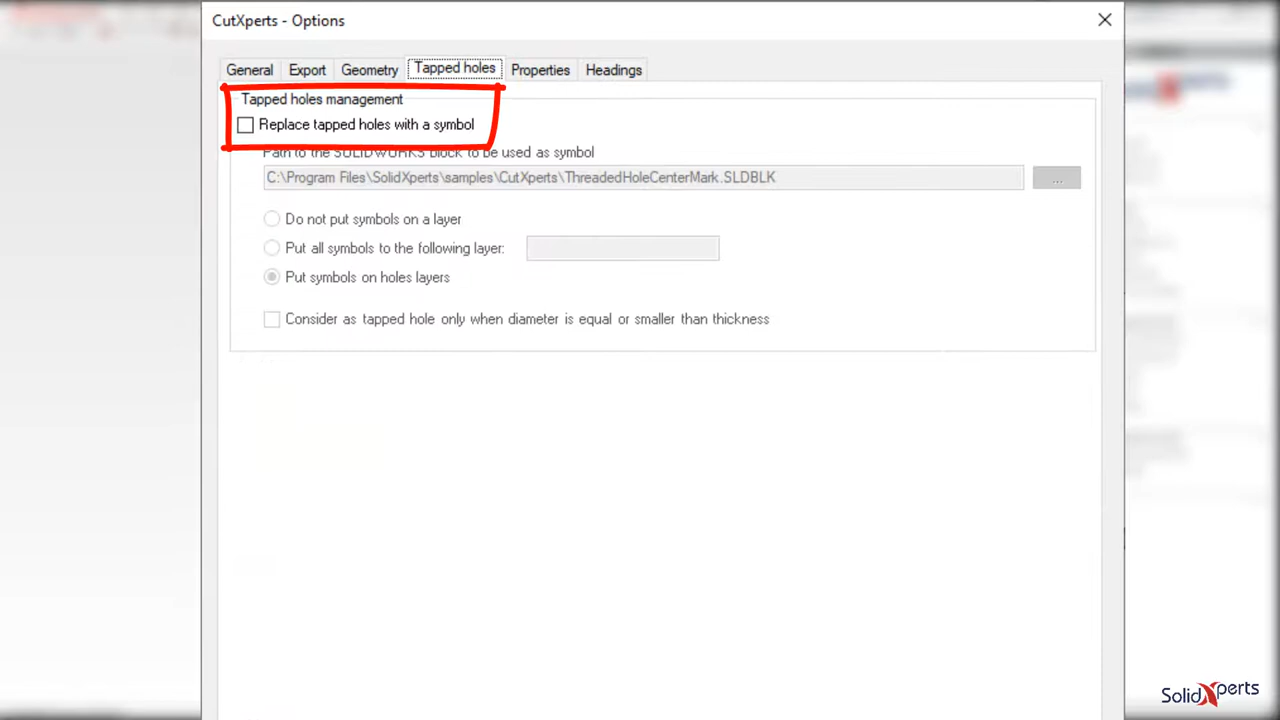 CutXperts - Options
General Export Geometry Tapped holes Properties Headings
Tapped holes management
Replace tapped holes with a symbol
Path to the SOLIDWORKS block to be used as symbol
C:\Program Files\SolidXperts\samples\CutXperts\ThreadedHoleCenterMark.SLDBLK
...
Do not put symbols on a layer
Put all symbols to the following layer:
Put symbols on holes layers
Consider as tapped hole only when diameter is equal or smaller than thickness
SolidXperts